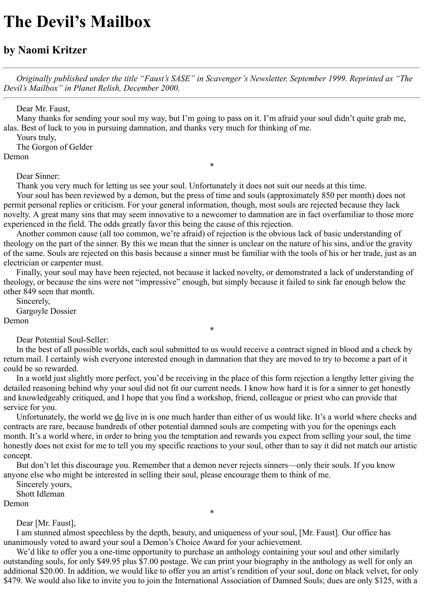 The Devil's Mailbox
by Naomi Kritzer
Originally published under the title “Faust's SASE” in Scavenger's Newsletter, September 1999. Reprinted as “The
Devil's Mailbox” in Planet Relish, December 2000.
Dear Mr. Faust,
Many thanks for sending your soul my way, but I'm going to pass on it. I'm afraid your soul didn't quite grab me,
alas. Best of luck to you in pursuing damnation, and thanks very much for thinking of me.
Yours truly,
The Gorgon of Gelder
Demon
*
Dear Sinner:
Thank you very much for letting us see your soul. Unfortunately it does not suit our needs at this time.
Your soul has been reviewed by a demon, but the press of time and souls (approximately 850 per month) does not
permit personal replies or criticism. For your general information, though, most souls are rejected because they lack
novelty. A great many sins that may seem innovative to a newcomer to damnation are in fact overfamiliar to those more
experienced in the field. The odds greatly favor this being the cause of this rejection.
Another common cause (all too common, we're afraid) of rejection is the obvious lack of basic understanding of
theology on the part of the sinner. By this we mean that the sinner is unclear on the nature of his sins, and/or the gravity
of the same. Souls are rejected on this basis because a sinner must be familiar with the tools of his or her trade, just as an
electrician or carpenter must.
Finally, your soul may have been rejected, not because it lacked novelty, or demonstrated a lack of understanding of
theology, or because the sins were not “impressive” enough, but simply because it failed to sink far enough below the
other 849 seen that month.
Sincerely,
Gargoyle Dossier
Demon
*
Dear Potential Soul-Seller:
In the best of all possible worlds, each soul submitted to us would receive a contract signed in blood and a check by
return mail. I certainly wish everyone interested enough in damnation that they are moved to try to become a part of it
could be so rewarded.
In a world just slightly more perfect, you'd be receiving in the place of this form rejection a lengthy letter giving the
detailed reasoning behind why your soul did not fit our current needs. I know how hard it is for a sinner to get honestly
and knowledgeably critiqued, and I hope that you find a workshop, friend, colleague or priest who can provide that
service for you.
Unfortunately, the world we do live in is one much harder than either of us would like. It's a world where checks and
contracts are rare, because hundreds of other potential damned souls are competing with you for the openings each
month. It's a world where, in order to bring you the temptation and rewards you expect from selling your soul, the time
honestly does not exist for me to tell you my specific reactions to your soul, other than to say it did not match our artistic
concept.
But don't let this discourage you. Remember that a demon never rejects sinners—only their souls. If you know
anyone else who might be interested in selling their soul, please encourage them to think of me.
Sincerely yours,
Shott Idleman
Demon
*
Dear [Mr. Faust],
I am stunned almost speechless by the depth, beauty, and uniqueness of your soul, [Mr. Faust]. Our office has
unanimously voted to award your soul a Demon's Choice Award for your achievement.
We'd like to offer you a one-time opportunity to purchase an anthology containing your soul and other similarly
outstanding souls, for only $49.95 plus $7.00 postage. We can print your biography in the anthology as well for only an
additional $20.00. In addition, we would like to offer you an artist's rendition of your soul, done on black velvet, for only
$479. We would also like to invite you to join the International Association of Damned Souls; dues are only $125, with a